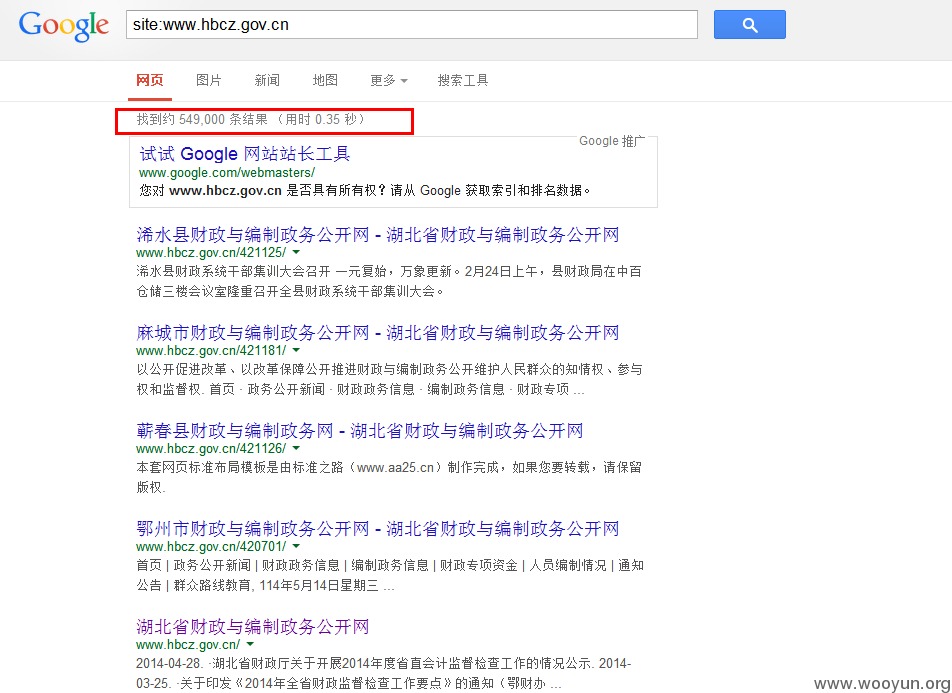 Google
site:www.hbcz.gov.cn
网页 图片 新闻 地图 更多 搜索工具
找到约 549,000 条结果 （用时 0.35 秒）
Google 推广
试试 Google 网站站长工具
www.google.com/webmasters/
您对 www.hbcz.gov.cn 是否具有所有权？请从 Google 获取索引和排名数据。
浠水县财政与编制政务公开网 - 湖北省财政与编制政务公开网
www.hbcz.gov.cn/421125/
浠水县财政系统干部集训大会召开 一元复始，万象更新。2月24日上午，县财政局在中百
仓储三楼会议室隆重召开全县财政系统干部集训大会。
麻城市财政与编制政务公开网 - 湖北省财政与编制政务公开网
www.hbcz.gov.cn/421181/
以公开促进改革、以改革保障公开推进财政与编制政务公开维护人民群众的知情权、参与
权和监督权. 首页 · 政务公开新闻 · 财政政务信息 · 编制政务信息 · 财政专项 ...
蕲春县财政与编制政务网 - 湖北省财政与编制政务公开网
www.hbcz.gov.cn/421126/
本套网页标准布局模板是由标准之路（www.aa25.cn）制作完成，如果您要转载，请保留
版权.
鄂州市财政与编制政务公开网 - 湖北省财政与编制政务公开网
www.hbcz.gov.cn/420701/
首页 | 政务公开新闻 | 财政政务信息 | 编制政务信息 | 财政专项资金 | 人员编制情况 | 通知
公告 | 群众路线教育, 114年5月14日星期三 ...
湖北省财政与编制政务公开网
www.hbcz.gov.cn/
2014-04-28. ·湖北省财政厅关于开展2014年度省直会计监督检查工作的情况公示. 2014-
03-25. ·关于印发《2014年全省财政监督检查工作要点》的通知（鄂财办 ...
www.wooyun.org